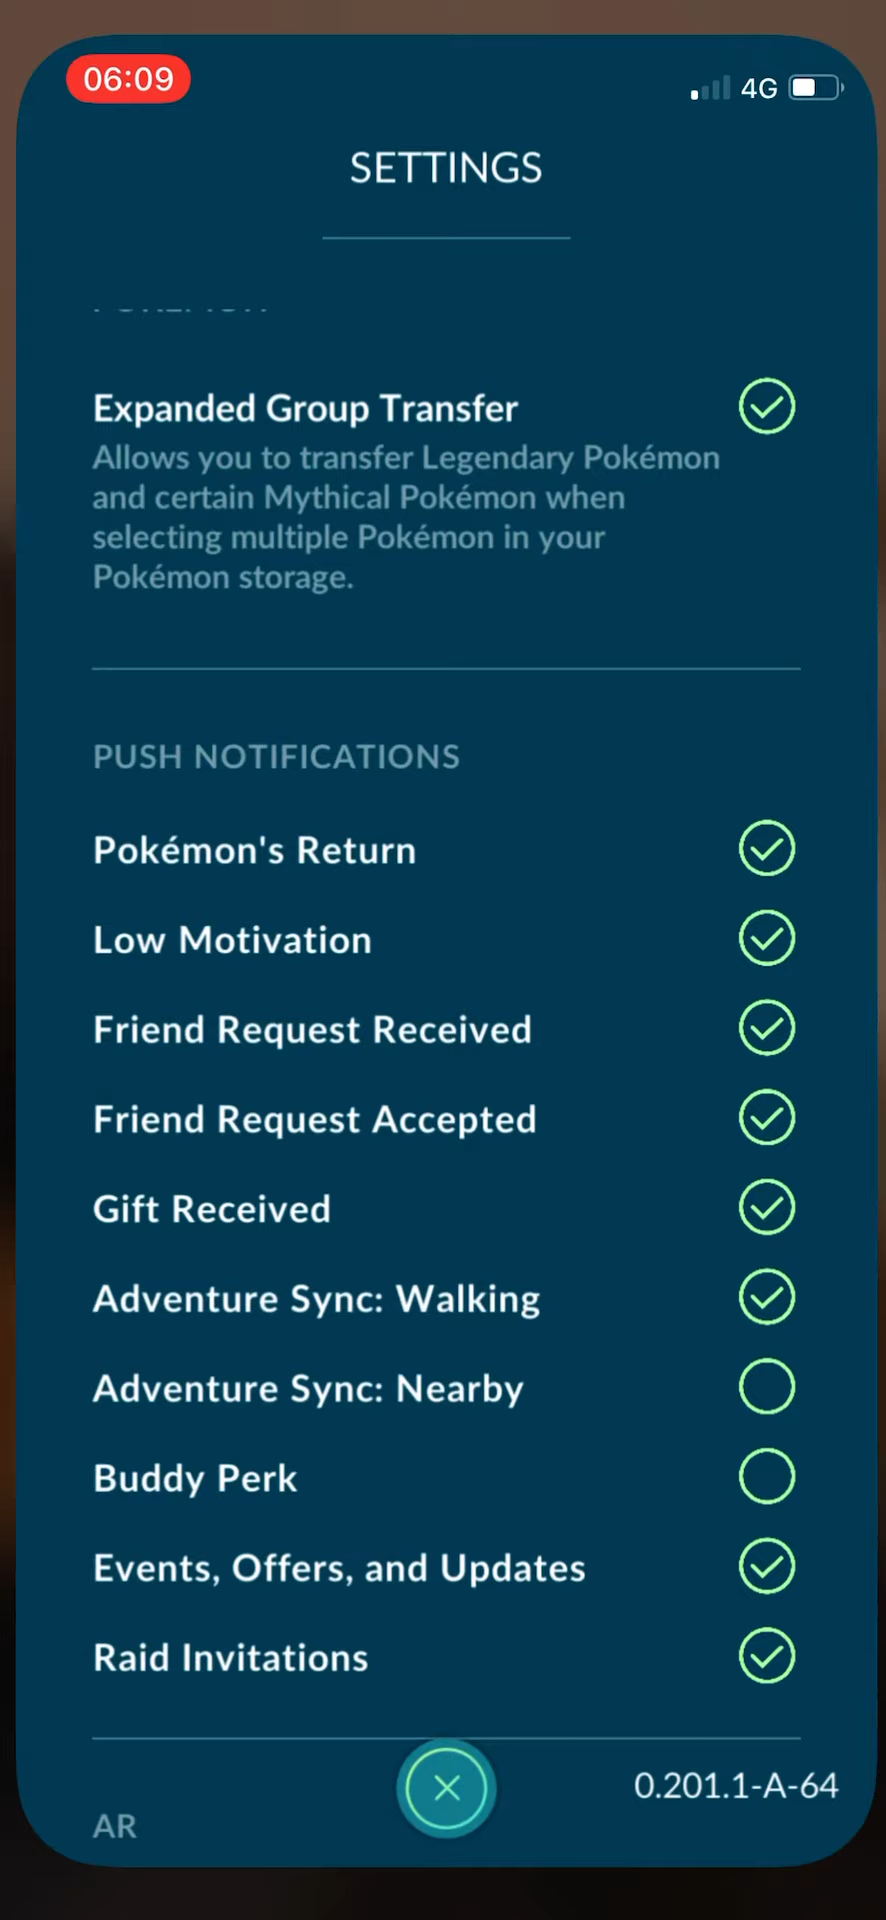 06:09
4G
SETTINGS
Expanded Group Transfer
Allows you to transfer Legendary Pokémon
and certain Mythical Pokémon when
selecting multiple Pokémon in your
Pokémon storage.
PUSH NOTIFICATIONS
Pokémon's Return
Low Motivation
Friend Request Received
Friend Request Accepted
Gift Received
Adventure Sync: Walking
Adventure Sync: Nearby
Buddy Perk
Events, Offers, and Updates
Raid Invitations
0.201.1-A-64
AR